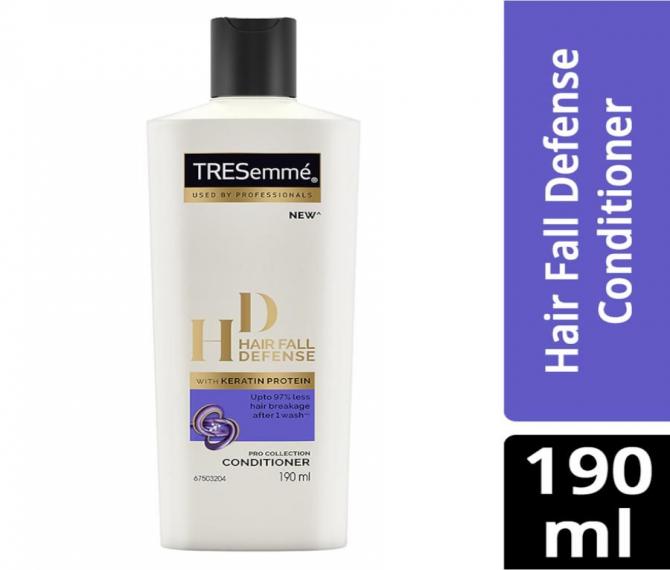 TRESemmé®
USED BY PROFESSIONALS
NEW^
HD
HAIR FALL
DEFENSE
WITH KERATIN PROTEIN
Upto 97% less
hair breakage
after 1 wash
PRO COLLECTION
CONDITIONER
67503204
190 ml
Hair Fall Defense
Conditioner
190
ml